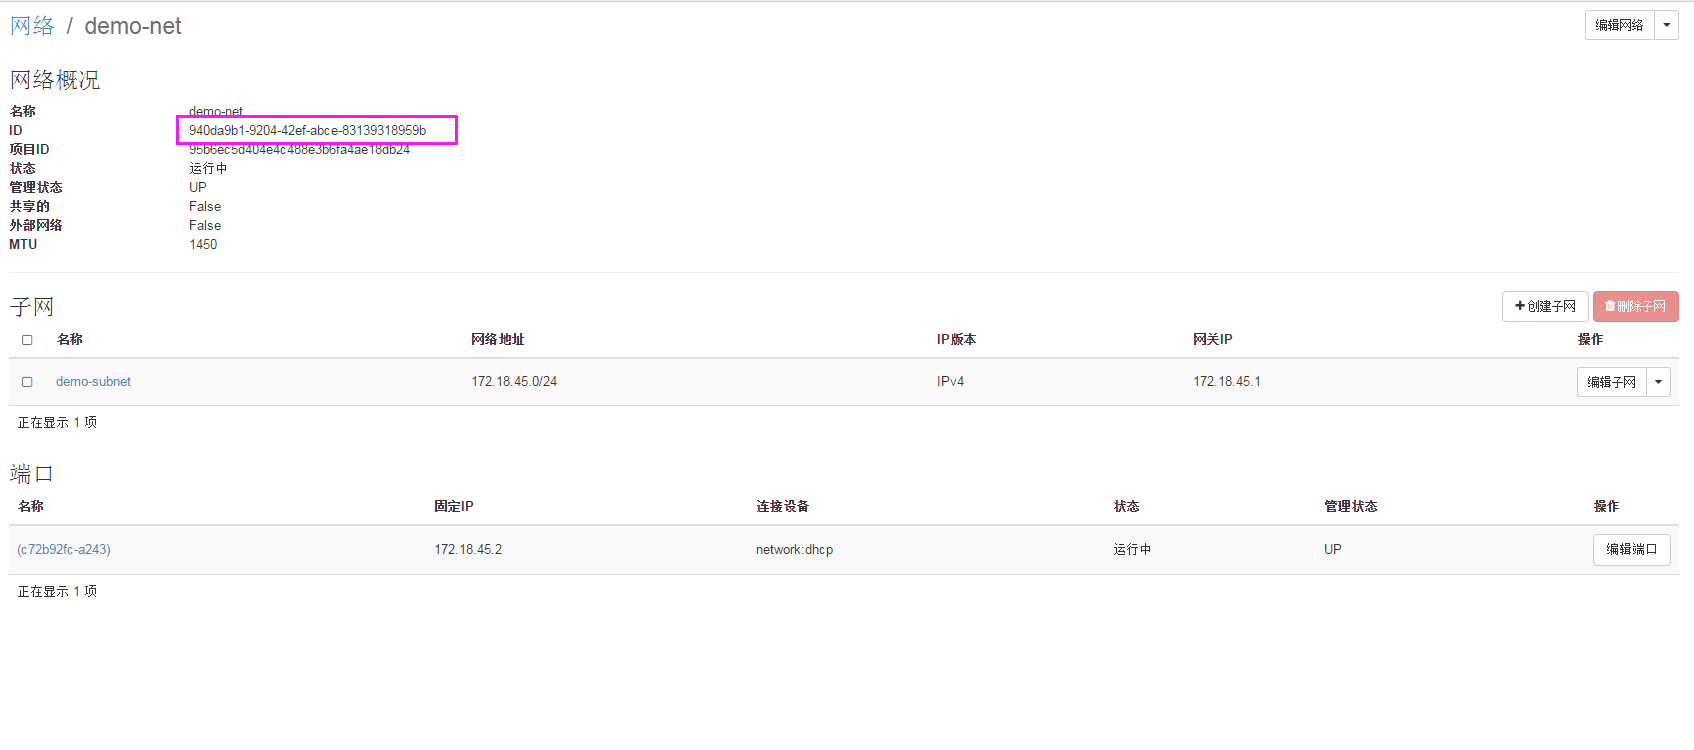 网络 / demo-net
编辑网络
网络概况
名称 demo-net
ID 940da9b1-9204-42ef-abce-83139318959b
项目ID 95b6ec5d404e4c488e3b6fa4ae18db24
状态 运行中
管理状态 UP
共享的 False
外部网络 False
MTU 1450
子网
创建子网 删除子网
名称 网络地址 IP版本 网关IP 操作
demo-subnet 172.18.45.0/24 IPv4 172.18.45.1 编辑子网
正在显示 1 项
端口
名称 固定IP 连接设备 状态 管理状态 操作
(c72b92fc-a243) 172.18.45.2 network:dhcp 运行中 UP 编辑端口
正在显示 1 项